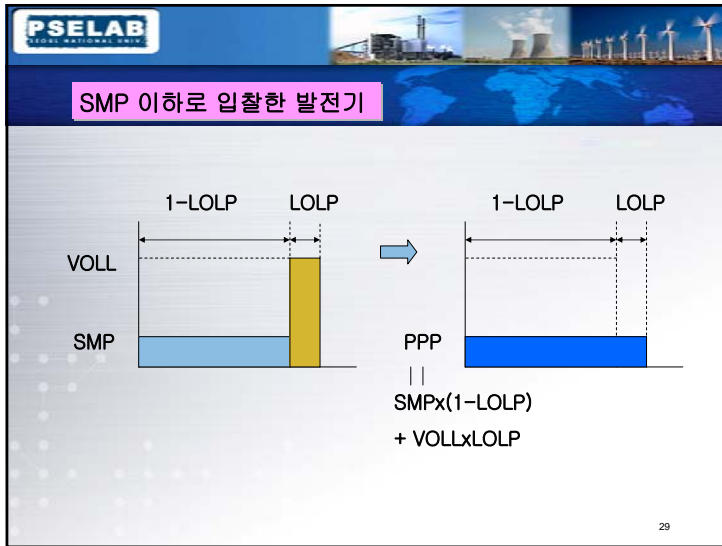 PSELAB
SEOUL NATIONAL UNIV.
SMP 이하로 입찰한 발전기
1-LOLP LOLP
1-LOLP LOLP
VOLL
SMP
PPP
||
SMPx(1-LOLP)
+ VOLLxLOLP
29